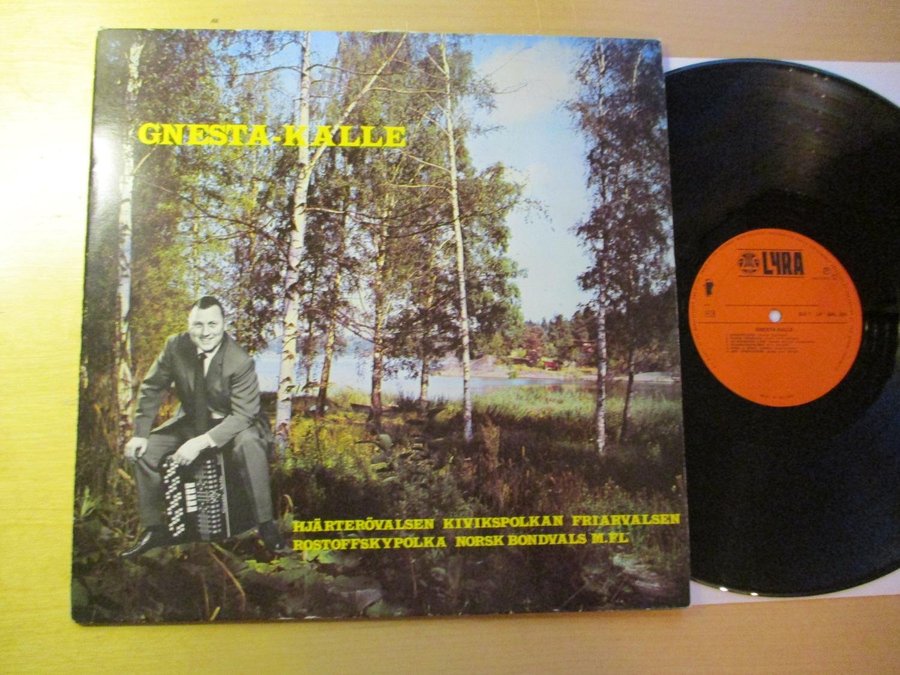 GNESTA-KALLE
HJÄRTERÖVALSEN KIVIKSPOLKAN FRIARVALSEN
ROSTOFFSKYPOLKA NORSK BONDVALS M.FL
LYRA
GNESTA-KALLE